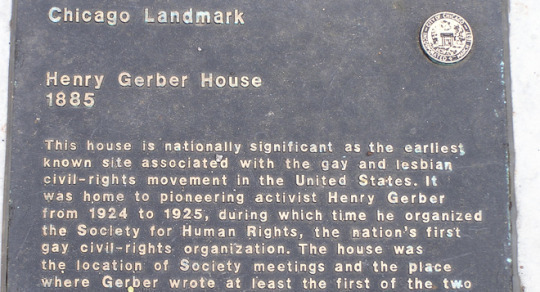 Chicago Landmark
Henry Gerber House
1885
This house is nationally significant as the earliest
known site associated with the gay and lesbian
civil-rights movement in the United States. It
was home to pioneering activist Henry Gerber
from 1924 to 1925, during which time he organized
the Society for Human Rights, the nation's first
gay civil-rights organization. The house was
the location of Society meetings and the place
where Gerber wrote at least the first of the two